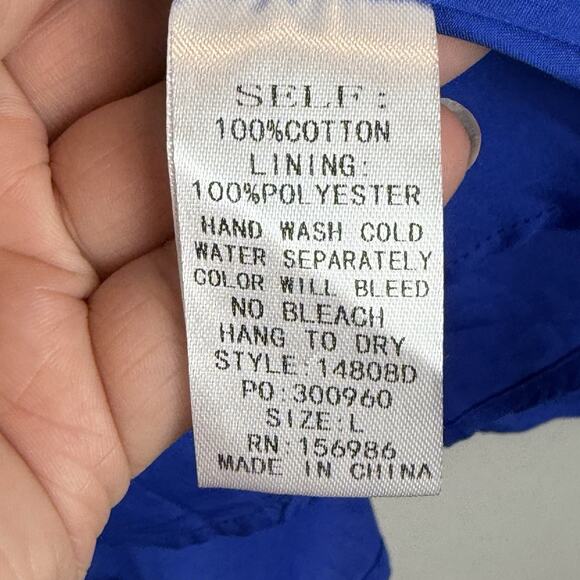 SELF:
100%COTTON
LINING:
100%POLYESTER
HAND WASH COLD
WATER SEPARATELY
COLOR WILL BLEED
NO BLEACH
HANG TO DRY
STYLE:14808D
PO:300960
SIZE:L
RN:156986
MADE IN CHINA